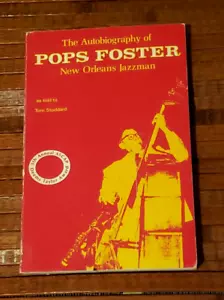 The Autobiography of
POPS FOSTER
New Orleans Jazzman
As told to
Tom Stoddard